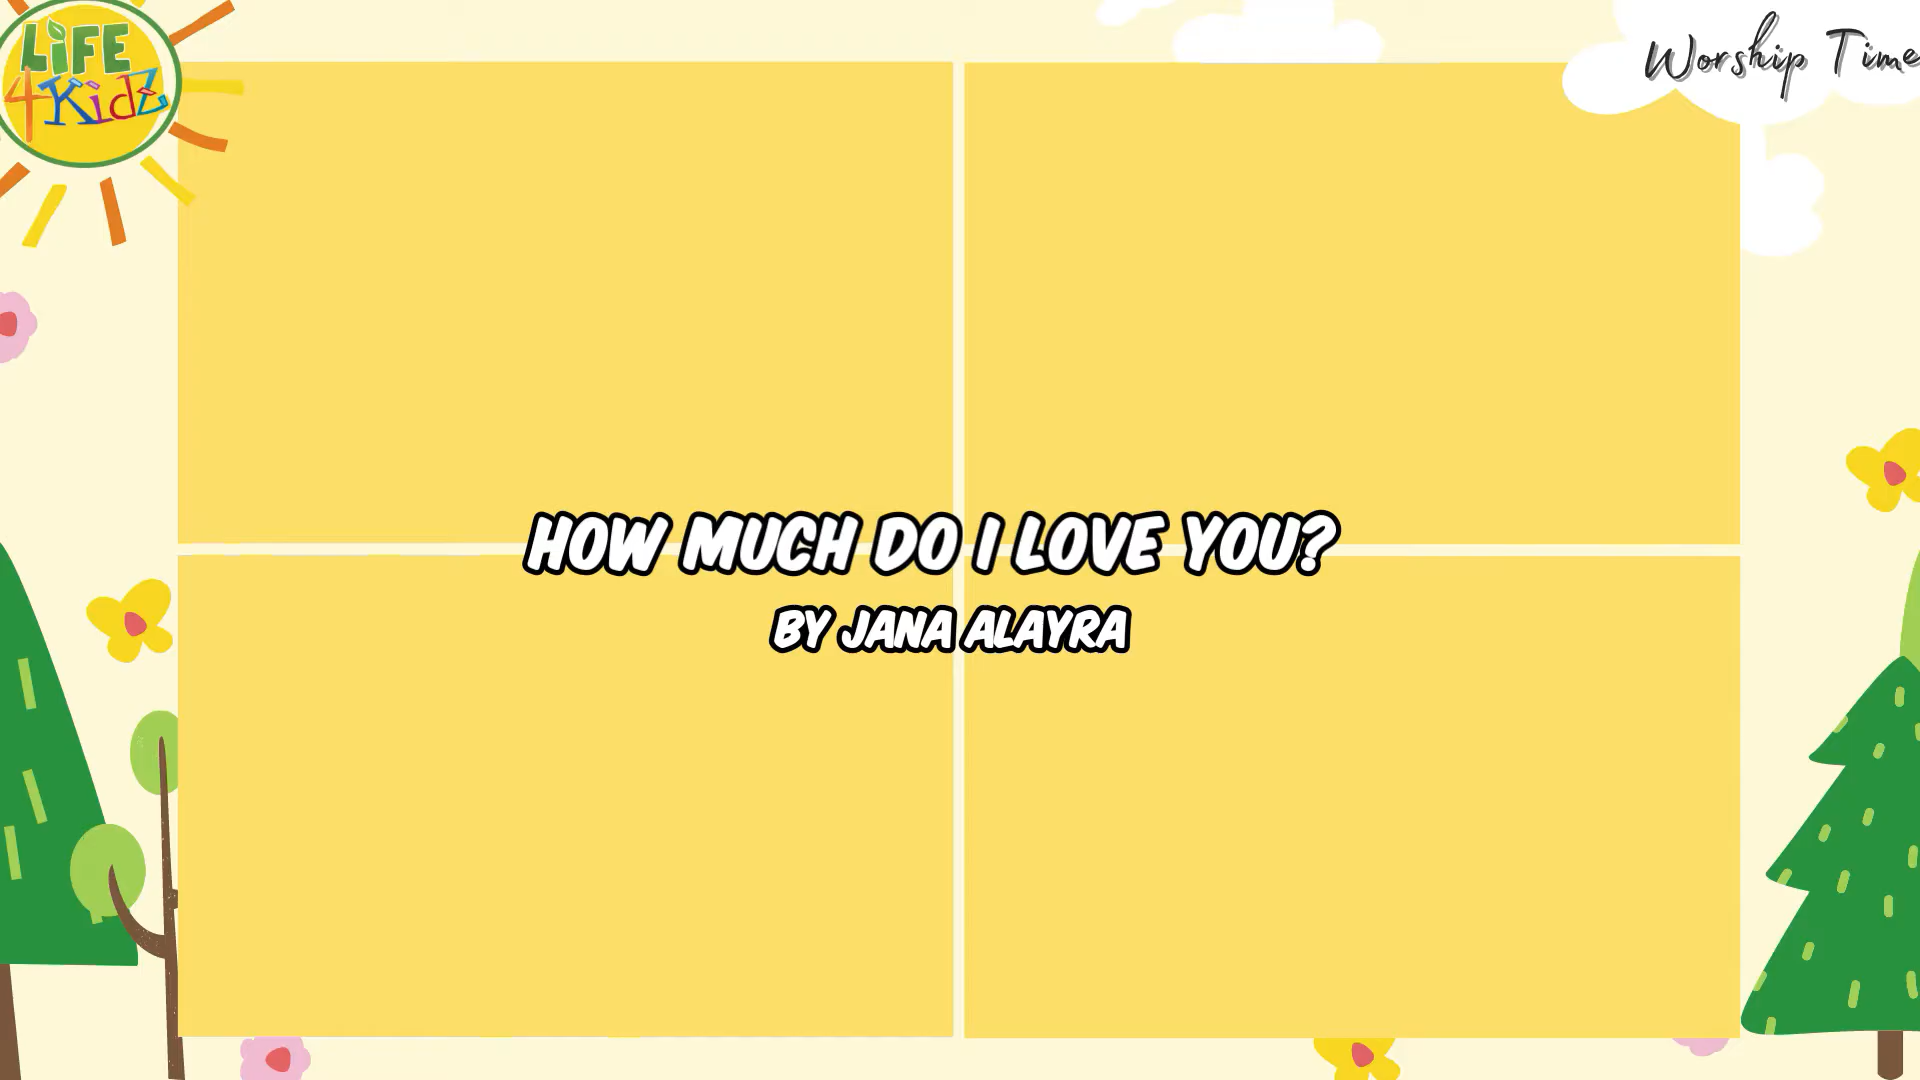 LiFE
4Kidz
Worship Time
HOW MUCH DO I LOVE YOU?
BY JANA ALAYRA